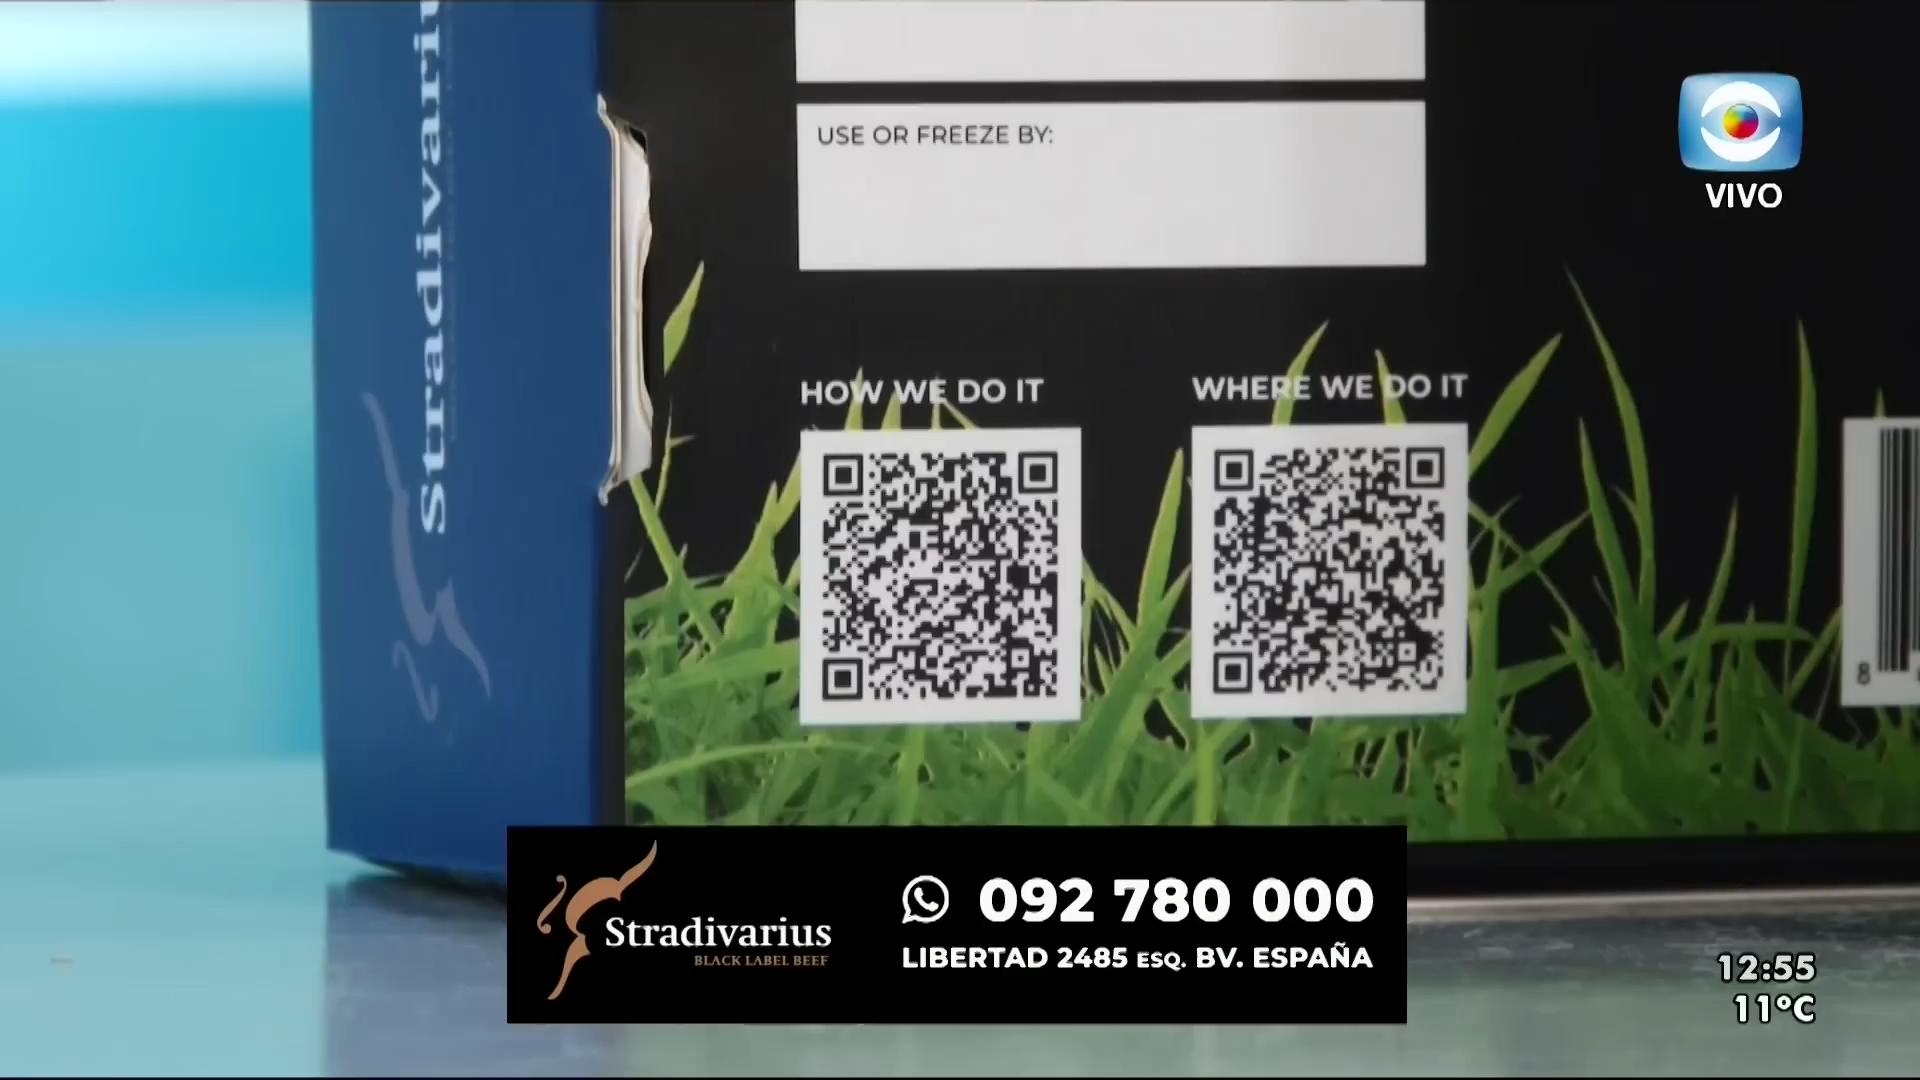 USE OR FREEZE BY:
VIVO
HOW WE DO IT
WHERE WE DO IT
8
Stradivarius
BLACK LABEL BEEF
092 780 000
LIBERTAD 2485 ESQ. BV. ESPAÑA
12:55
11°C